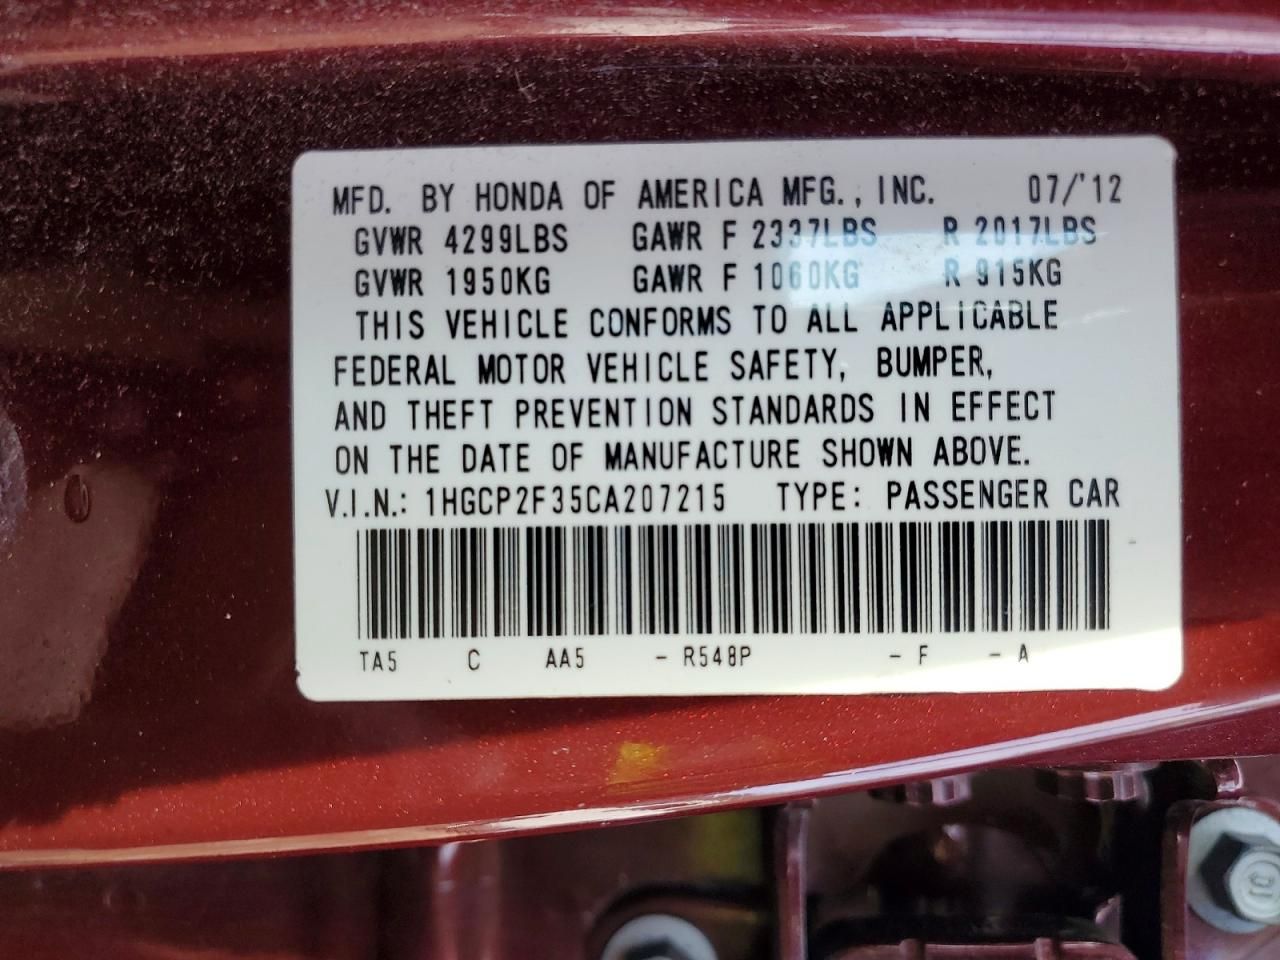 MFD. BY HONDA OF AMERICA MFG., INC. 07/'12
GVWR 4299LBS GAWR F 2337LBS R 2017LBS
GVWR 1950KG GAWR F 1060KG R 915KG
THIS VEHICLE CONFORMS TO ALL APPLICABLE
FEDERAL MOTOR VEHICLE SAFETY, BUMPER,
AND THEFT PREVENTION STANDARDS IN EFFECT
ON THE DATE OF MANUFACTURE SHOWN ABOVE.
V.I.N.: 1HGCP2F35CA207215 TYPE: PASSENGER CAR
TA5 C AA5 - R548P - F - A